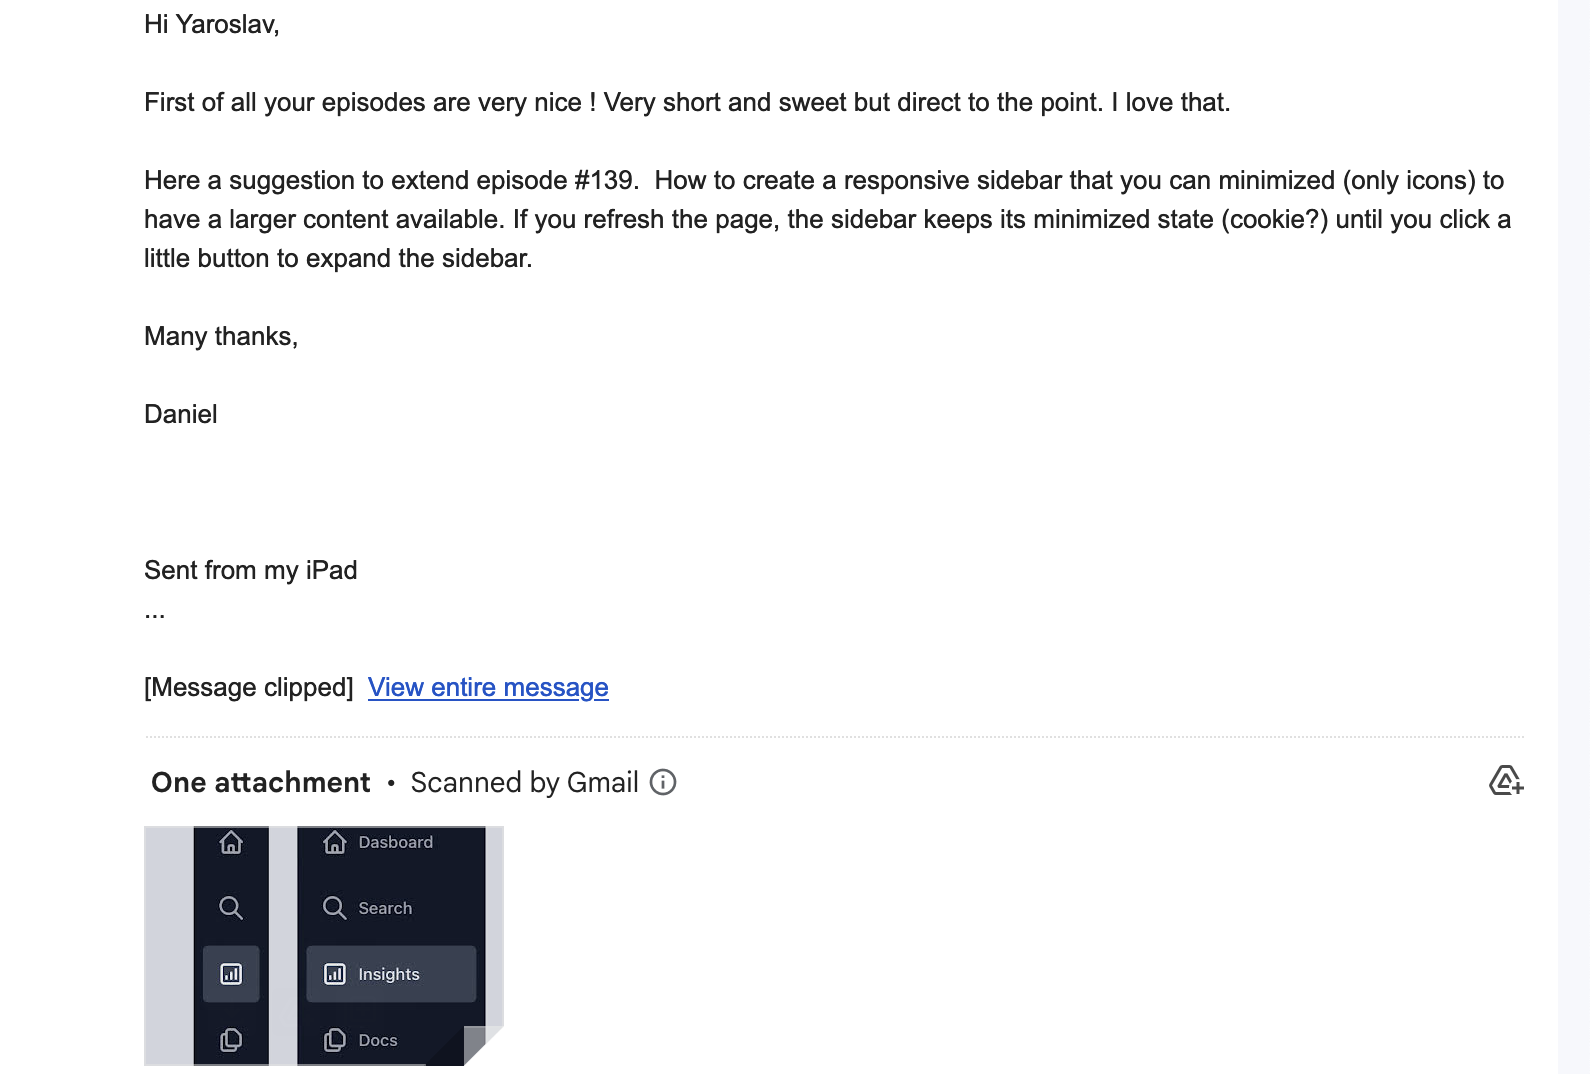 Hi Yaroslav,
First of all your episodes are very nice ! Very short and sweet but direct to the point. I love that.
Here a suggestion to extend episode #139.  How to create a responsive sidebar that you can minimized (only icons) to
have a larger content available. If you refresh the page, the sidebar keeps its minimized state (cookie?) until you click a
little button to expand the sidebar.
Many thanks,
Daniel
Sent from my iPad
...
[Message clipped]  View entire message
One attachment • Scanned by Gmail
Dasboard
Search
Insights
Docs